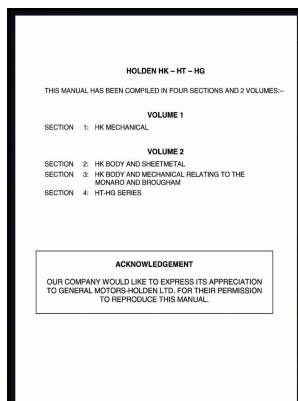 HOLDEN HK – HT – HG
THIS MANUAL HAS BEEN COMPILED IN FOUR SECTIONS AND 2 VOLUMES:–
VOLUME 1
SECTION 1: HK MECHANICAL
VOLUME 2
SECTION 2: HK BODY AND SHEETMETAL
SECTION 3: HK BODY AND MECHANICAL RELATING TO THE
MONARO AND BROUGHAM
SECTION 4: HT-HG SERIES
ACKNOWLEDGEMENT
OUR COMPANY WOULD LIKE TO EXPRESS ITS APPRECIATION
TO GENERAL MOTORS-HOLDEN LTD. FOR THEIR PERMISSION
TO REPRODUCE THIS MANUAL.